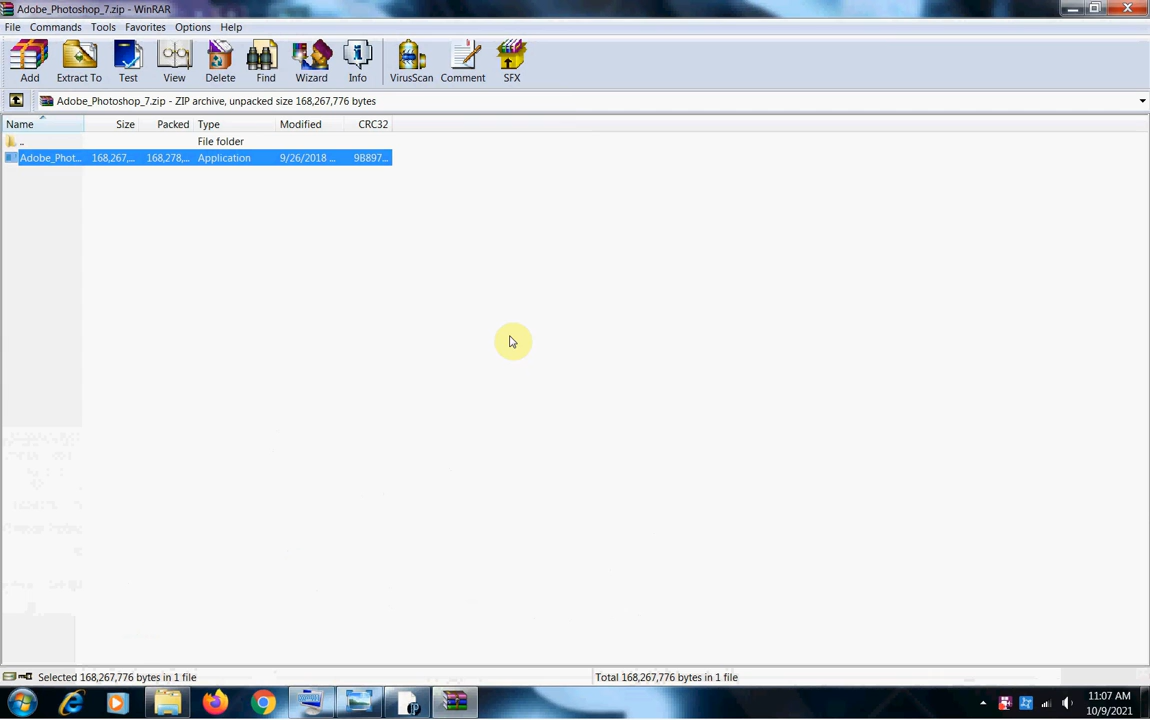 Adobe_Photoshop_7.zip - WinRAR
File Commands Tools Favorites Options Help
Add Extract To Test View Delete Find Wizard Info VirusScan Comment SFX
Adobe_Photoshop_7.zip - ZIP archive, unpacked size 168,267,776 bytes
Name Size Packed Type Modified CRC32
.. File folder
Adobe_Phot... 168,267,... 168,278,... Application 9/26/2018 ... 9B897...
Selected 168,267,776 bytes in 1 file Total 168,267,776 bytes in 1 file
11:07 AM
10/9/2021